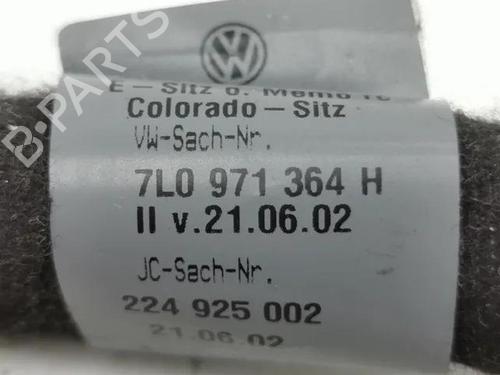 E-Sitz o. Memo re
Colorado-Sitz
VW-Sach-Nr.
7L0 971 364 H
II v.21.06.02
JC-Sach-Nr.
224 925 002
21.06.02
B-PARTS